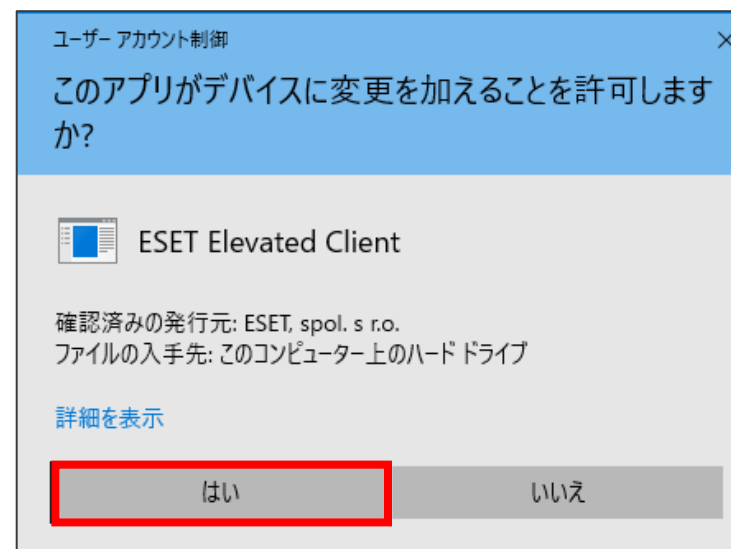 ユーザー アカウント制御
このアプリがデバイスに変更を加えることを許可します
か?
ESET Elevated Client
確認済みの発行元: ESET, spol. s r.o.
ファイルの入手先: このコンピューター上のハード ドライブ
詳細を表示
はい
いいえ